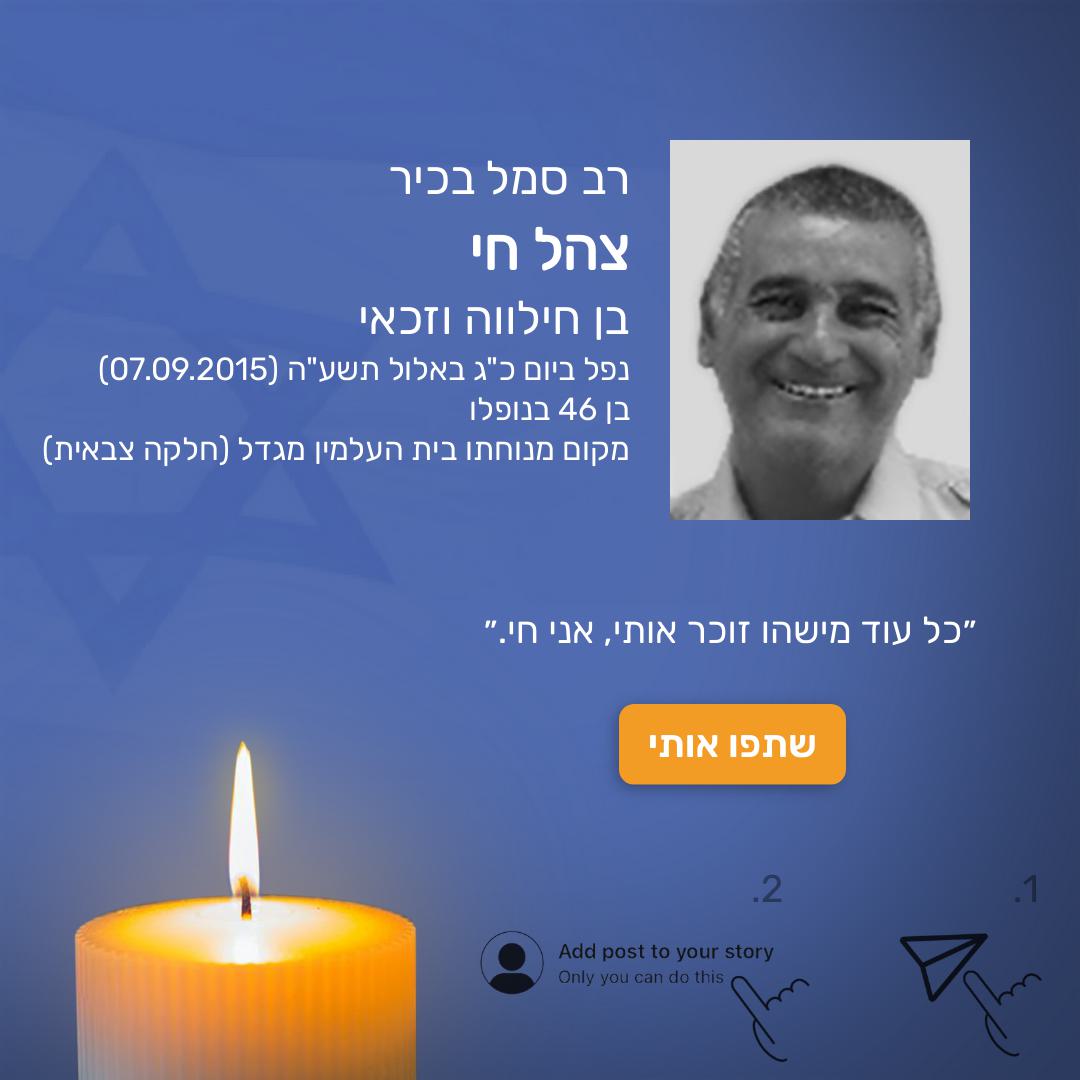 רב סמל בכיר
צהל חי
בן חילווה וזכאי
נפל ביום כ"ג באלול תשע"ה (07.09.2015)
בן 46 בנופלו
מקום מנוחתו בית העלמין מגדל (חלקה צבאית)
״כל עוד מישהו זוכר אותי, אני חי.״
שתפו אותי
1.
2.
Add post to your story
Only you can do this